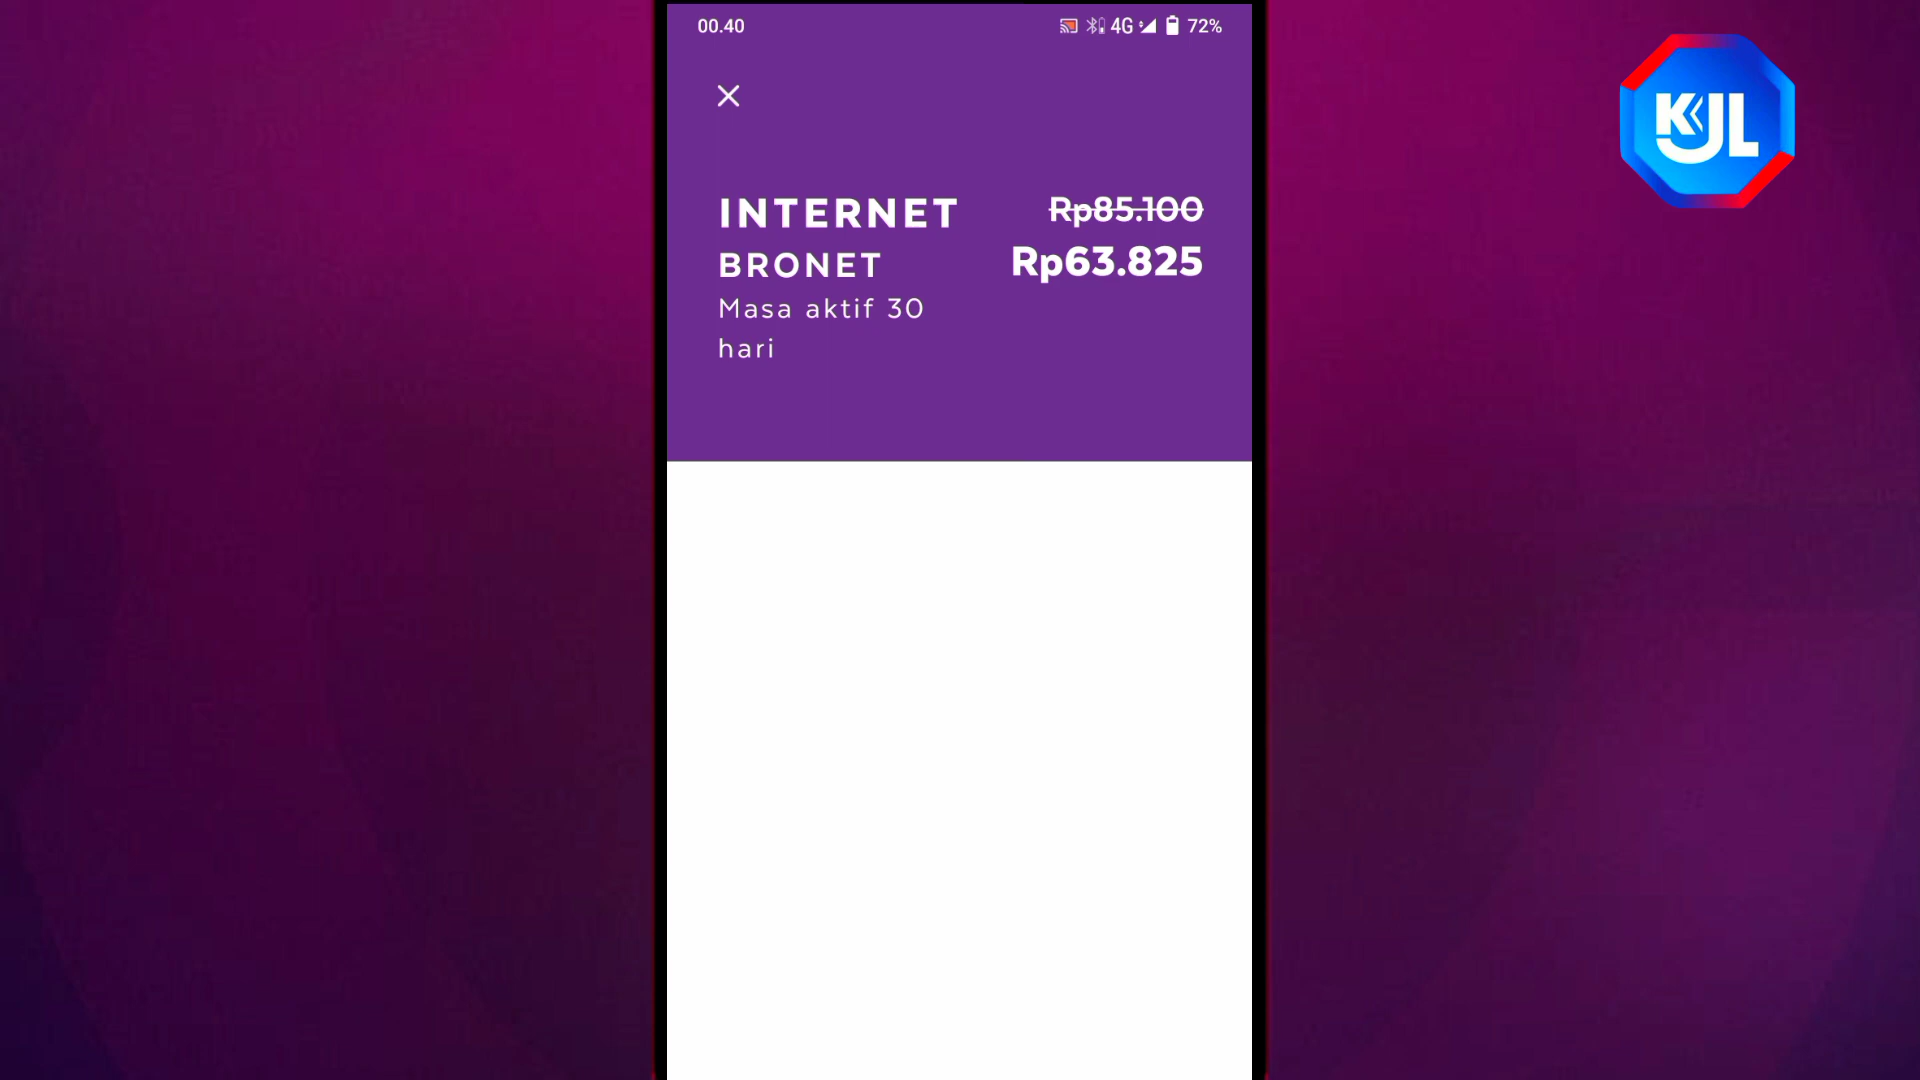 00.40
4G
72%
KJL
INTERNET
Rp85.100
BRONET
Rp63.825
Masa aktif 30
hari